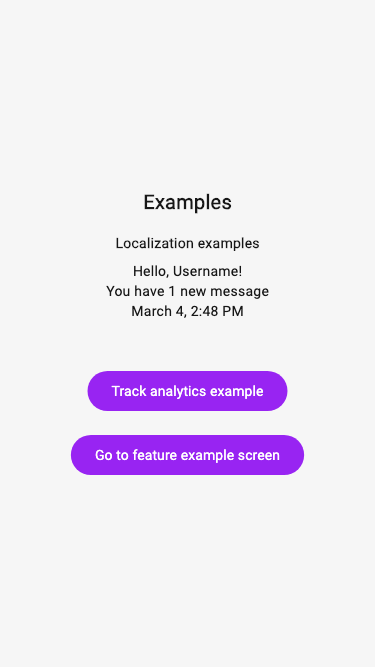 Examples
Localization examples
Hello, Username!
You have 1 new message
March 4, 2:48 PM
Track analytics example
Go to feature example screen